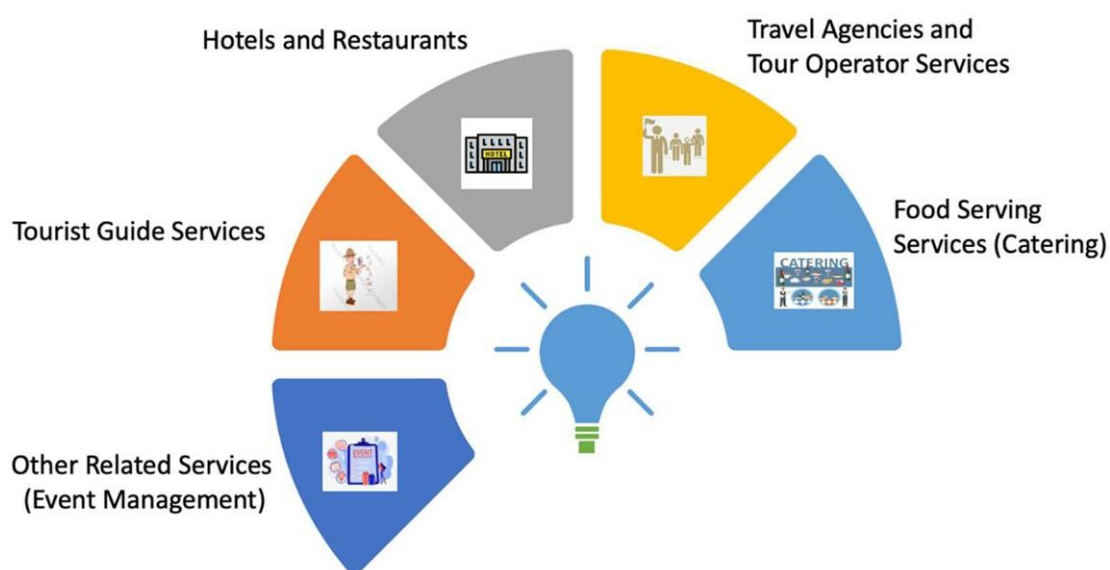 Hotels and Restaurants
Travel Agencies and
Tour Operator Services
Tourist Guide Services
HOTEL
Food Serving
Services (Catering)
CATERING
Other Related Services
(Event Management)
EVENT